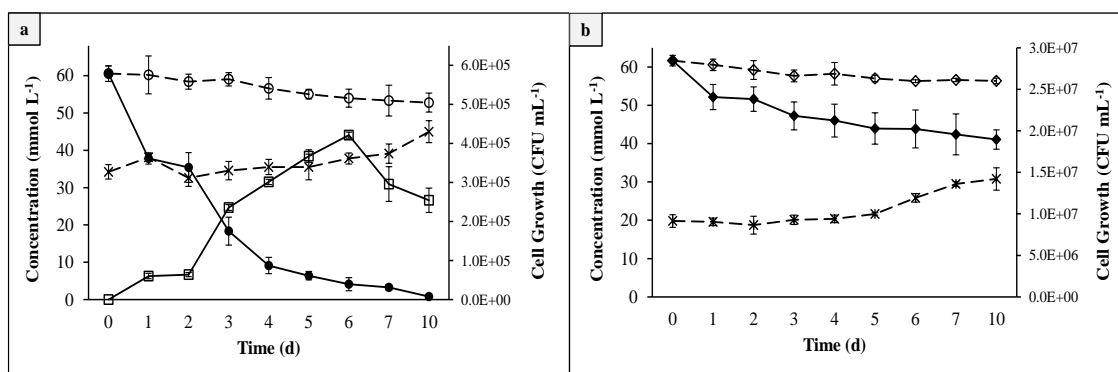 a
Concentration (mmol L-1)
60
50
40
30
20
10
0
6.0E+05
5.0E+05
4.0E+05
3.0E+05
2.0E+05
1.0E+05
0.0E+00
Cell Growth (CFU mL-1)
0 1 2 3 4 5 6 7 10
Time (d)
b
Concentration (mmol L-1)
60
50
40
30
20
10
0
3.0E+07
2.5E+07
2.0E+07
1.5E+07
1.0E+07
5.0E+06
0.0E+00
Cell Growth (CFU mL-1)
0 1 2 3 4 5 6 7 10
Time (d)